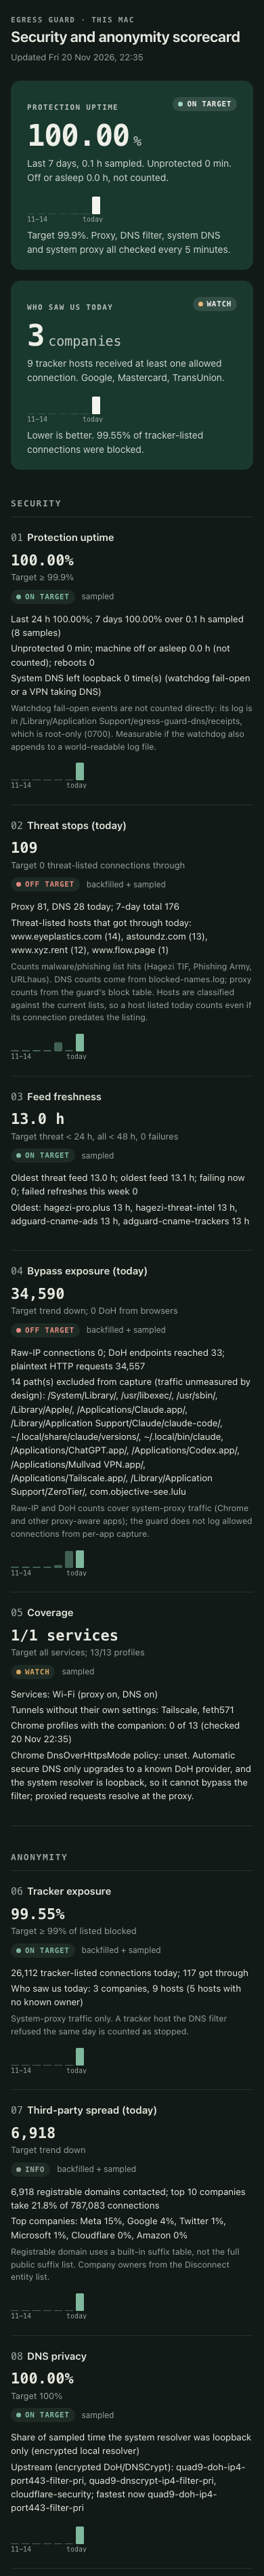 EGRESS GUARD · THIS MAC
Security and anonymity scorecard
Updated Fri 20 Nov 2026, 22:35
PROTECTION UPTIME
ON TARGET
100.00 %
Last 7 days, 0.1 h sampled. Unprotected 0 min.
Off or asleep 0.0 h, not counted.
11–14 today
Target 99.9%. Proxy, DNS filter, system DNS
and system proxy all checked every 5 minutes.
WHO SAW US TODAY
WATCH
3 companies
9 tracker hosts received at least one allowed
connection. Google, Mastercard, TransUnion.
11–14 today
Lower is better. 99.55% of tracker-listed
connections were blocked.
SECURITY
01 Protection uptime
100.00%
Target ≥ 99.9%
ON TARGET sampled
Last 24 h 100.00%; 7 days 100.00% over 0.1 h sampled
(8 samples)
Unprotected 0 min; machine off or asleep 0.0 h (not
counted); reboots 0
System DNS left loopback 0 time(s) (watchdog fail-open
or a VPN taking DNS)
Watchdog fail-open events are not counted directly: its log is
in /Library/Application Support/egress-guard-dns/receipts,
which is root-only (0700). Measurable if the watchdog also
appends to a world-readable log file.
11–14 today
02 Threat stops (today)
109
Target 0 threat-listed connections through
OFF TARGET backfilled + sampled
Proxy 81, DNS 28 today; 7-day total 176
Threat-listed hosts that got through today:
www.eyeplastics.com (14), astoundz.com (13),
www.xyz.rent (12), www.flow.page (1)
Counts malware/phishing list hits (Hagezi TIF, Phishing Army,
URLhaus). DNS counts come from blocked-names.log; proxy
counts from the guard's block table. Hosts are classified
against the current lists, so a host listed today counts even if
its connection predates the listing.
11–14 today
03 Feed freshness
13.0 h
Target threat < 24 h, all < 48 h, 0 failures
ON TARGET sampled
Oldest threat feed 13.0 h; oldest feed 13.1 h; failing now
0; failed refreshes this week 0
Oldest: hagezi-pro.plus 13 h, hagezi-threat-intel 13 h,
adguard-cname-ads 13 h, adguard-cname-trackers 13 h
04 Bypass exposure (today)
34,590
Target trend down; 0 DoH from browsers
OFF TARGET backfilled + sampled
Raw-IP connections 0; DoH endpoints reached 33;
plaintext HTTP requests 34,557
14 path(s) excluded from capture (traffic unmeasured by
design): /System/Library/, /usr/libexec/, /usr/sbin/,
/Library/Apple/, /Applications/Claude.app/,
/Library/Application Support/Claude/claude-code/,
~/.local/share/claude/versions/, ~/.local/bin/claude,
/Applications/ChatGPT.app/, /Applications/Codex.app/,
/Applications/Mullvad VPN.app/,
/Applications/Tailscale.app/, /Library/Application
Support/ZeroTier/, com.objective-see.lulu
Raw-IP and DoH counts cover system-proxy traffic (Chrome
and other proxy-aware apps); the guard does not log allowed
connections from per-app capture.
11–14 today
05 Coverage
1/1 services
Target all services; 13/13 profiles
WATCH sampled
Services: Wi-Fi (proxy on, DNS on)
Tunnels without their own settings: Tailscale, feth571
Chrome profiles with the companion: 0 of 13 (checked
20 Nov 22:35)
Chrome DnsOverHttpsMode policy: unset. Automatic
secure DNS only upgrades to a known DoH provider, and
the system resolver is loopback, so it cannot bypass the
filter; proxied requests resolve at the proxy.
ANONYMITY
06 Tracker exposure
99.55%
Target ≥ 99% of listed blocked
ON TARGET backfilled + sampled
26,112 tracker-listed connections today; 117 got through
Who saw us today: 3 companies, 9 hosts (5 hosts with
no known owner)
System-proxy traffic only. A tracker host the DNS filter
refused the same day is counted as stopped.
11–14 today
07 Third-party spread (today)
6,918
Target trend down
INFO backfilled + sampled
6,918 registrable domains contacted; top 10 companies
take 21.8% of 787,083 connections
Top companies: Meta 15%, Google 4%, Twitter 1%,
Microsoft 1%, Cloudflare 0%, Amazon 0%
Registrable domain uses a built-in suffix table, not the full
public suffix list. Company owners from the Disconnect
entity list.
11–14 today
08 DNS privacy
100.00%
Target 100%
ON TARGET sampled
Share of sampled time the system resolver was loopback
only (encrypted local resolver)
Upstream (encrypted DoH/DNSCrypt): quad9-doh-ip4-
port443-filter-pri, quad9-dnscrypt-ip4-filter-pri,
cloudflare-security; fastest now quad9-doh-ip4-
port443-filter-pri
11–14 today